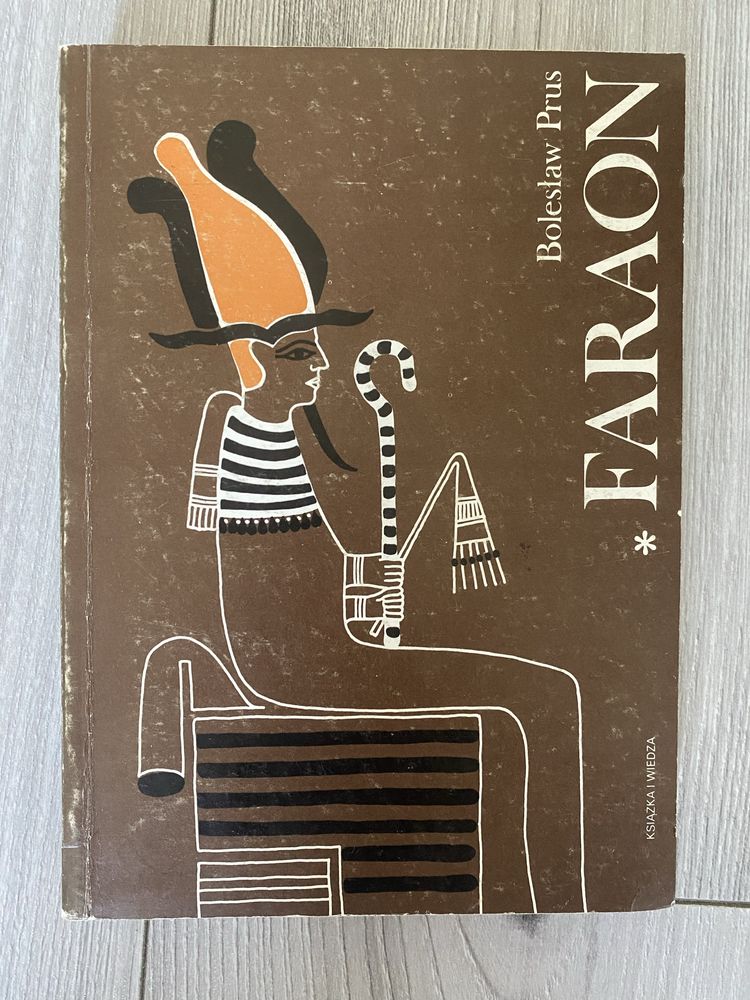 Bolesław Prus
* FARAON
KSIĄŻKA I WIEDZA